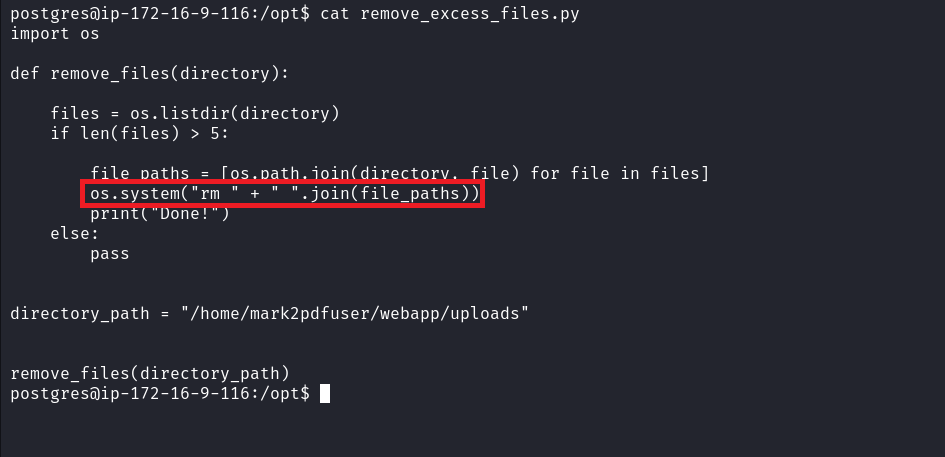 postgres@ip-172-16-9-116:/opt$ cat remove_excess_files.py
import os
def remove_files(directory):
    files = os.listdir(directory)
    if len(files) > 5:
        file_paths = [os.path.join(directory, file) for file in files]
        os.system("rm " + " ".join(file_paths))
        print("Done!")
    else:
        pass
directory_path = "/home/mark2pdfuser/webapp/uploads"
remove_files(directory_path)
postgres@ip-172-16-9-116:/opt$